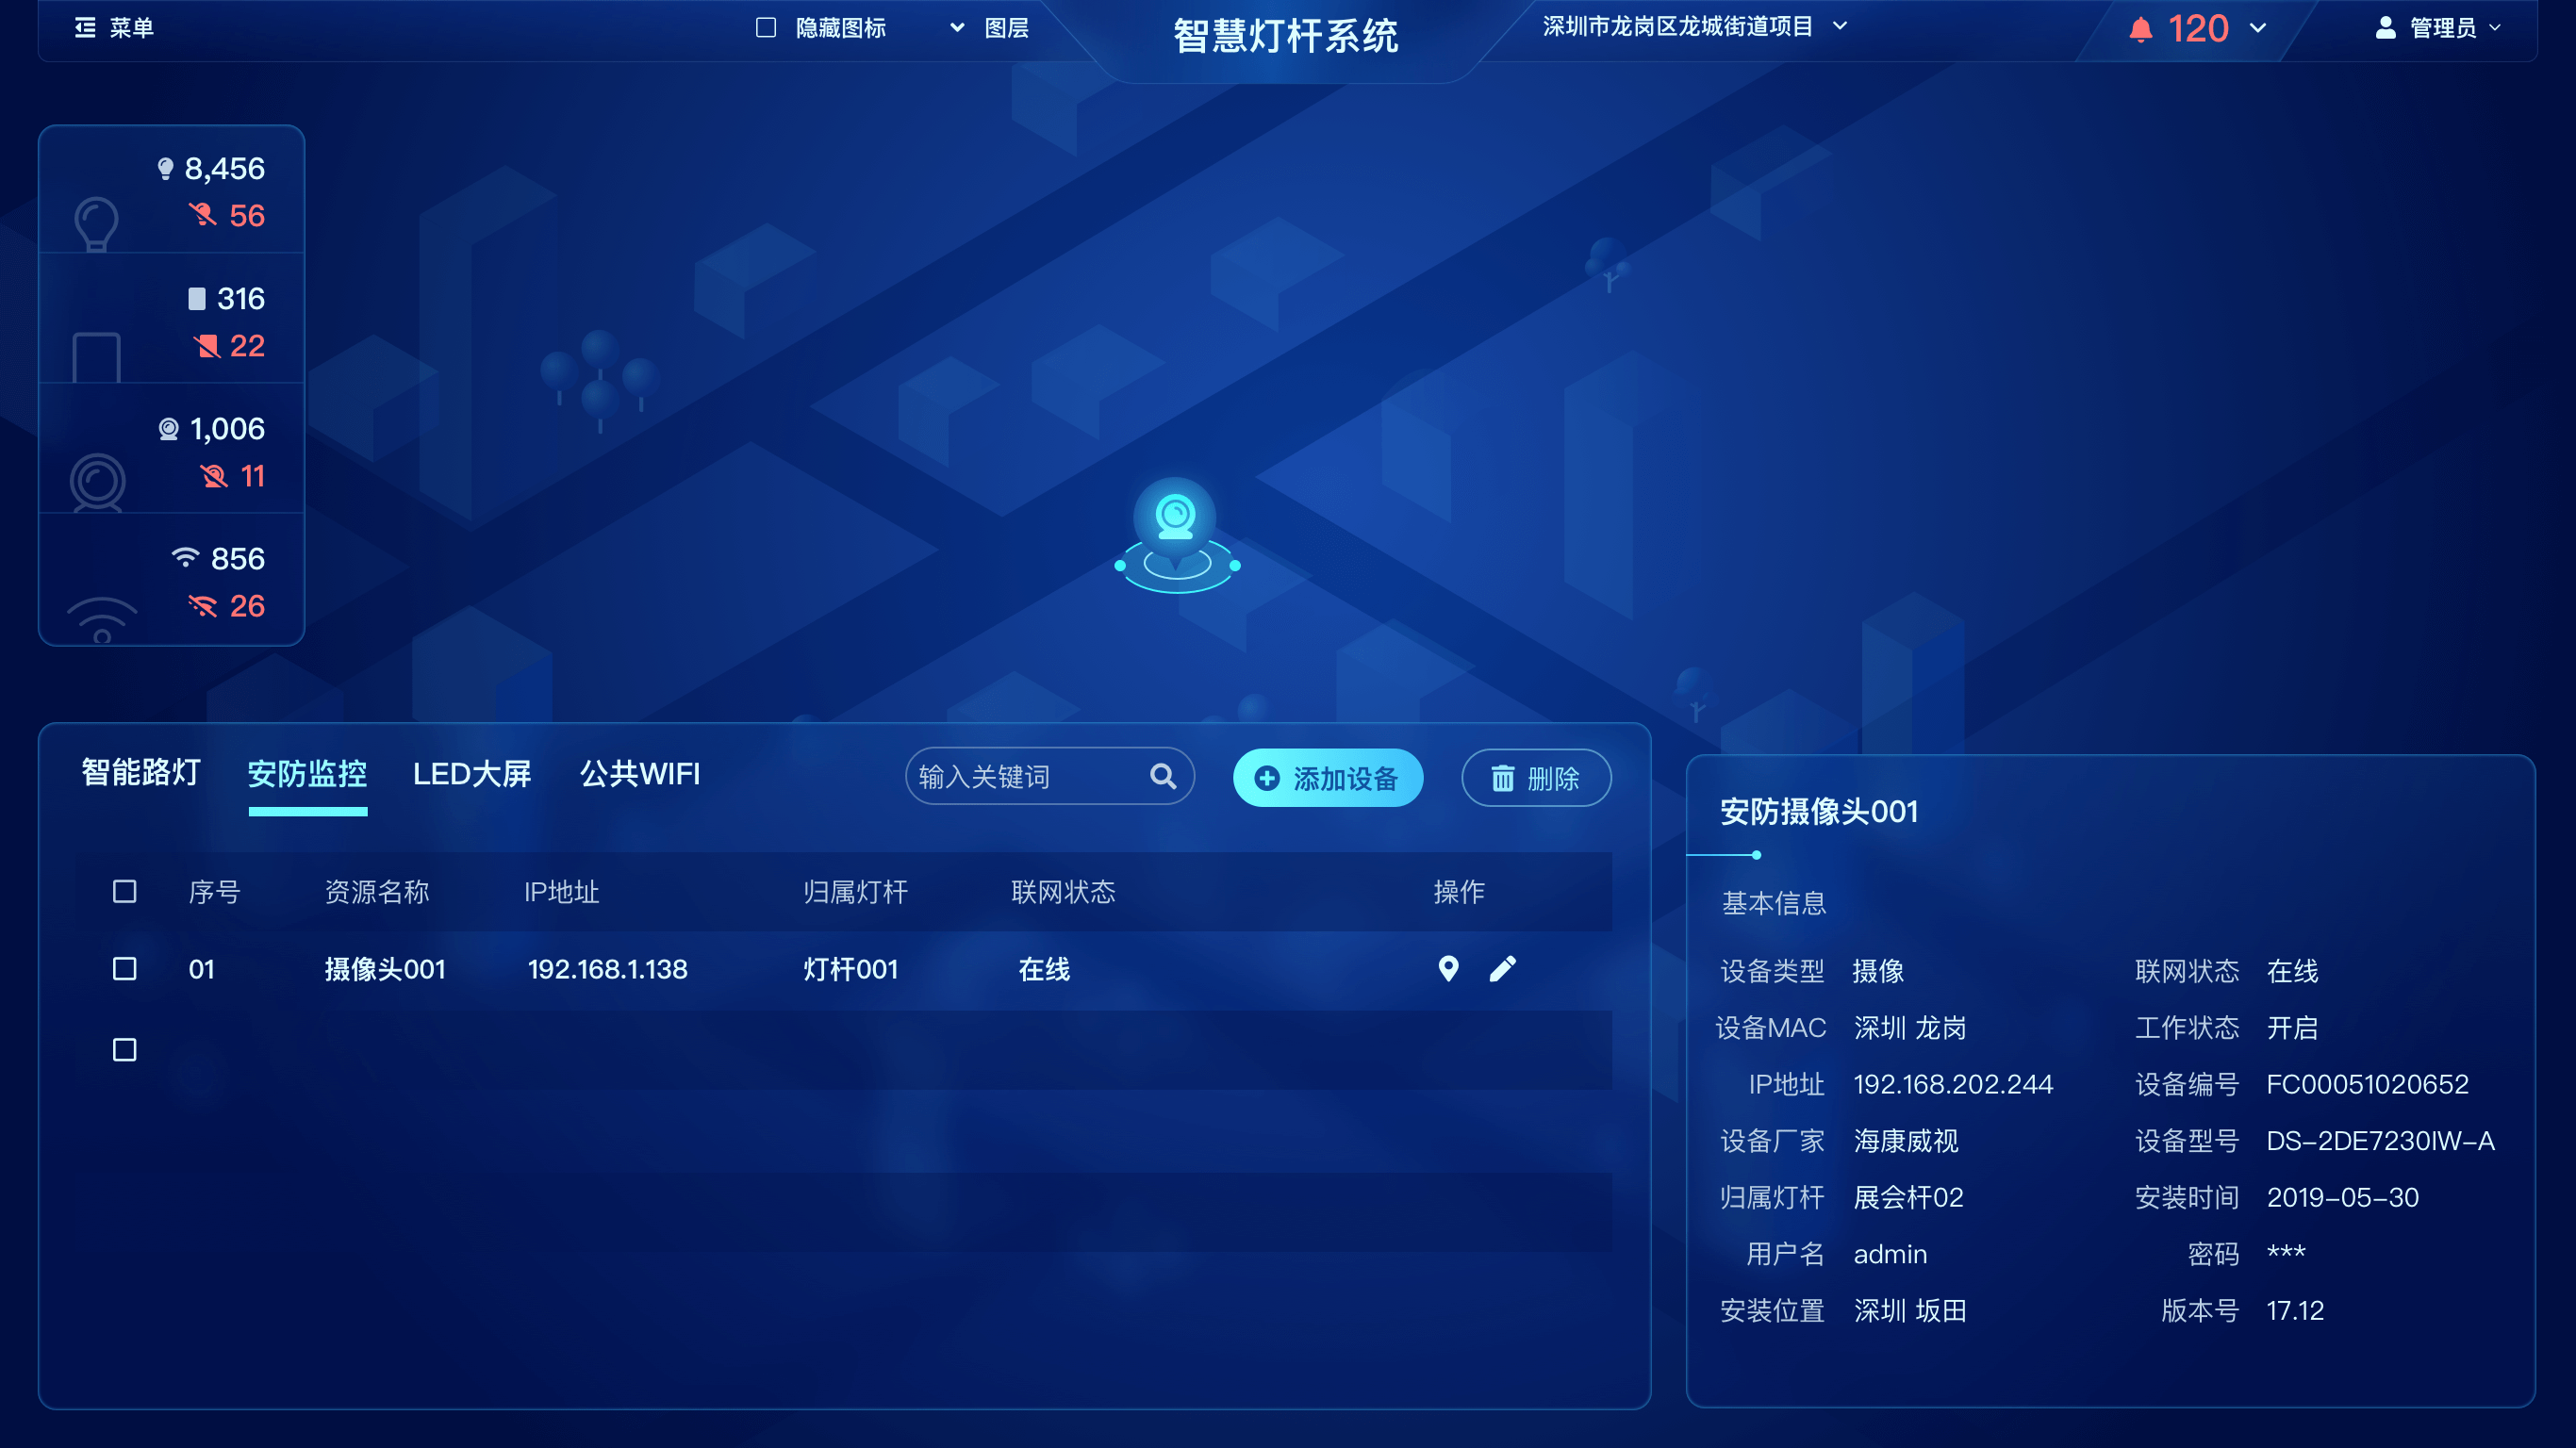 菜单
隐藏图标
图层
智慧灯杆系统
深圳市龙岗区龙城街道项目
120
管理员
8,456
56
316
22
1,006
11
856
26
智能路灯 安防监控 LED大屏 公共WIFI
输入关键词
添加设备
删除
序号 资源名称 IP地址 归属灯杆 联网状态 操作
01 摄像头001 192.168.1.138 灯杆001 在线
安防摄像头001
基本信息
设备类型 摄像 联网状态 在线
设备MAC 深圳 龙岗 工作状态 开启
IP地址 192.168.202.244 设备编号 FC00051020652
设备厂家 海康威视 设备型号 DS-2DE7230IW-A
归属灯杆 展会杆02 安装时间 2019-05-30
用户名 admin 密码 ***
安装位置 深圳 坂田 版本号 17.12